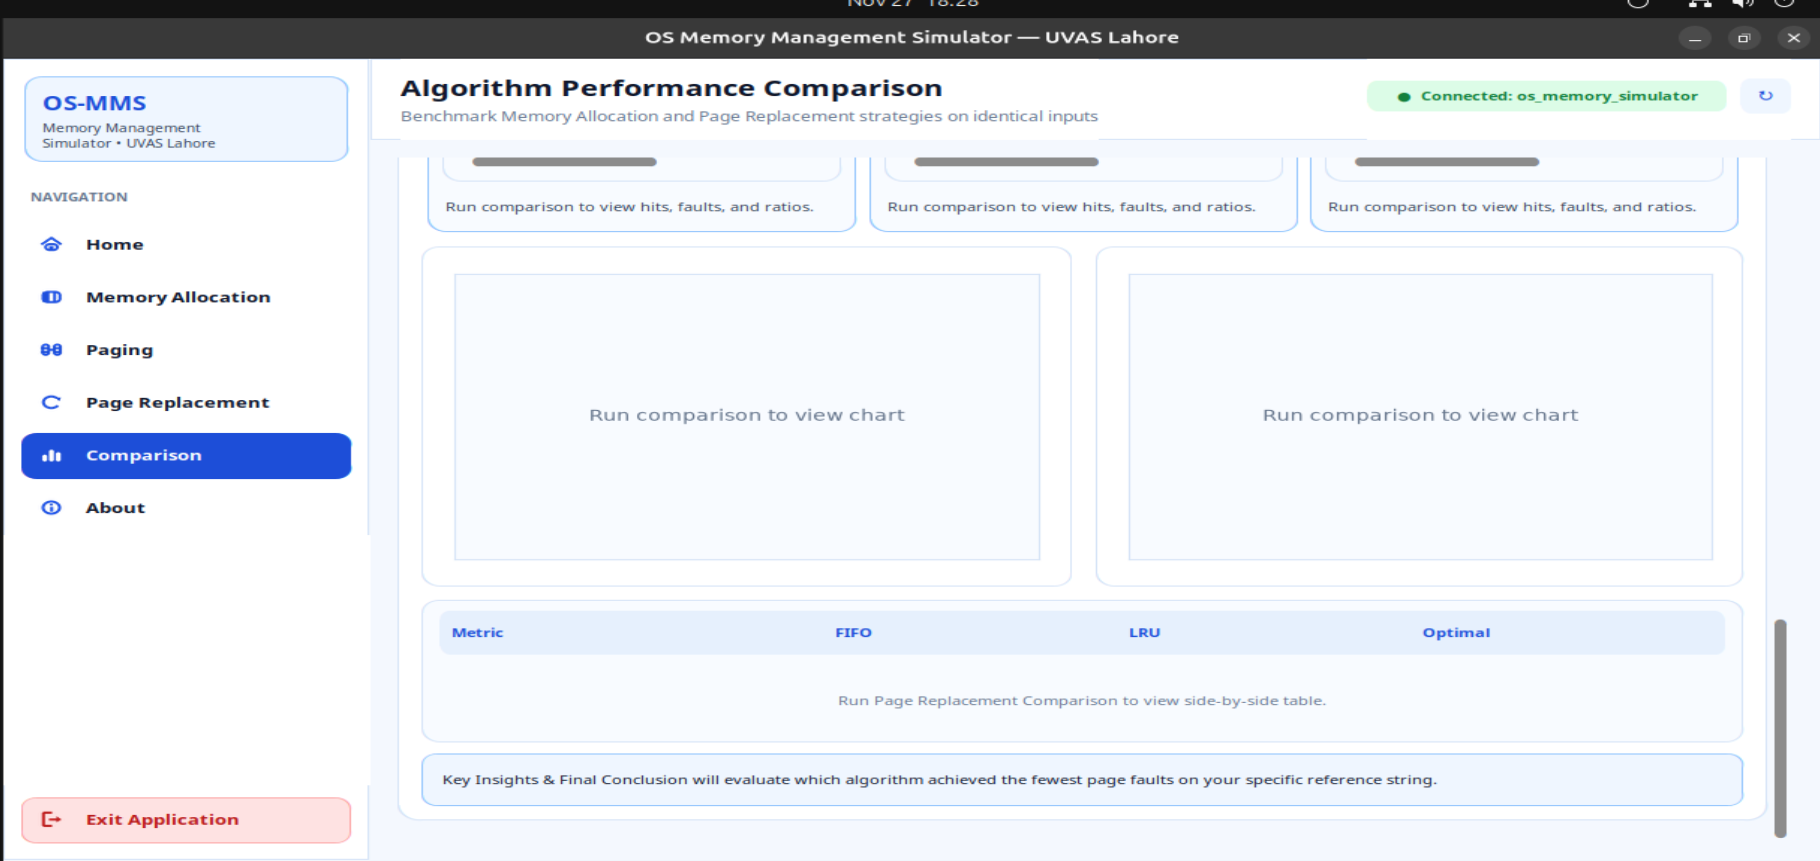 Nov 27 18:28
OS Memory Management Simulator — UVAS Lahore
OS-MMS
Memory Management
Simulator • UVAS Lahore
NAVIGATION
Home
Memory Allocation
Paging
Page Replacement
Comparison
About
Exit Application
Algorithm Performance Comparison
Benchmark Memory Allocation and Page Replacement strategies on identical inputs
● Connected: os_memory_simulator
Run comparison to view hits, faults, and ratios.
Run comparison to view hits, faults, and ratios.
Run comparison to view hits, faults, and ratios.
Run comparison to view chart
Run comparison to view chart
Metric FIFO LRU Optimal
Run Page Replacement Comparison to view side-by-side table.
Key Insights & Final Conclusion will evaluate which algorithm achieved the fewest page faults on your specific reference string.